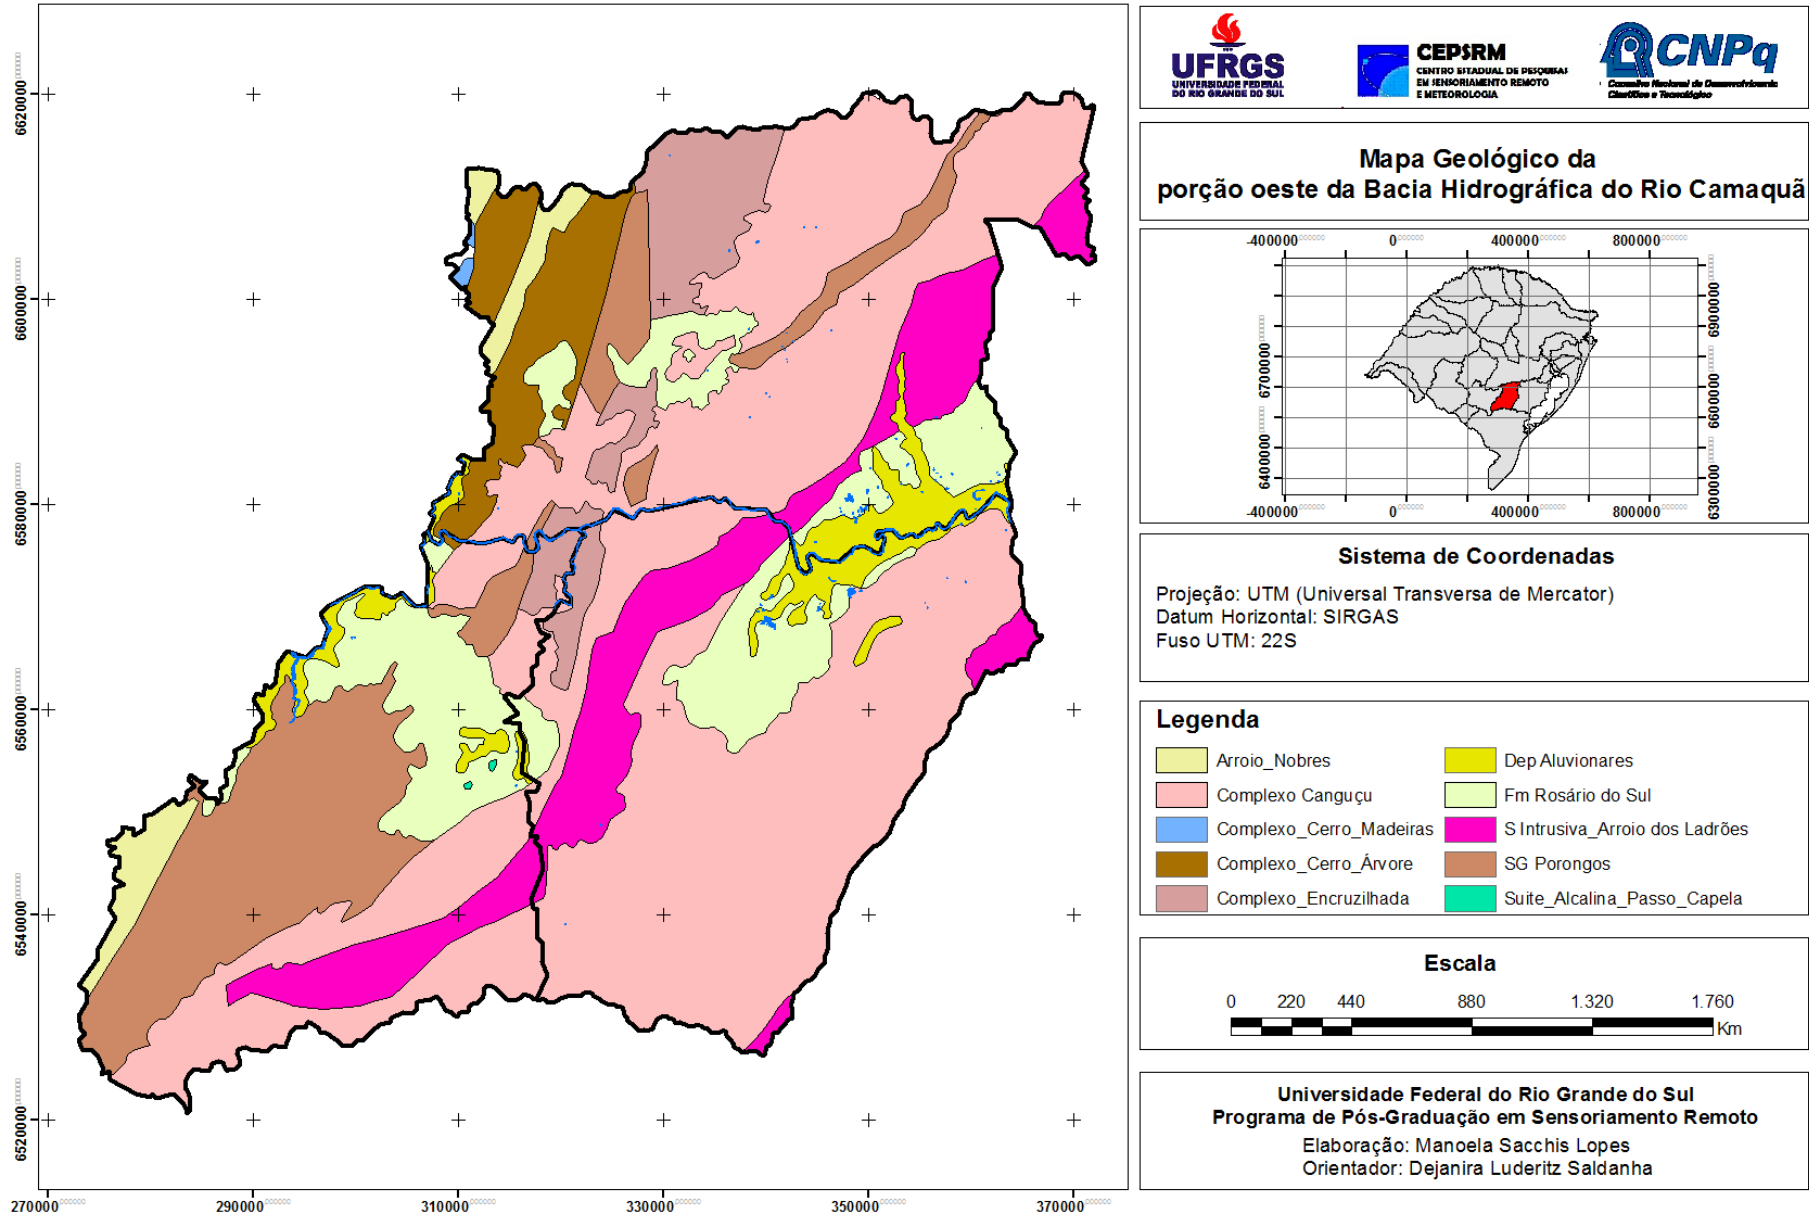 UFRGS
UNIVERSIDADE FEDERAL
DO RIO GRANDE DO SUL
CEPSRM
CENTRO ESTADUAL DE PESQUISAS
EM SENSORIAMENTO REMOTO
E METEOROLOGIA
CNPq
Conselho Nacional de Desenvolvimento
Científico e Tecnológico
Mapa Geológico da
porção oeste da Bacia Hidrográfica do Rio Camaquã
-400000 0 400000 800000
6700000
6400000
6900000
6600000
6300000
-400000 0 400000 800000
Sistema de Coordenadas
Projeção: UTM (Universal Transversa de Mercator)
Datum Horizontal: SIRGAS
Fuso UTM: 22S
Legenda
Arroio_Nobres
Complexo Canguçu
Complexo_Cerro_Madeiras
Complexo_Cerro_Árvore
Complexo_Encruzilhada
Dep Aluvionares
Fm Rosário do Sul
S Intrusiva_Arroio dos Ladrões
SG Porongos
Suite_Alcalina_Passo_Capela
Escala
0 220 440 880 1.320 1.760
Km
Universidade Federal do Rio Grande do Sul
Programa de Pós-Graduação em Sensoriamento Remoto
Elaboração: Manoela Sacchis Lopes
Orientador: Dejanira Luderitz Saldanha
6620000
6600000
6580000
6560000
6540000
6520000
270000 290000 310000 330000 350000 370000